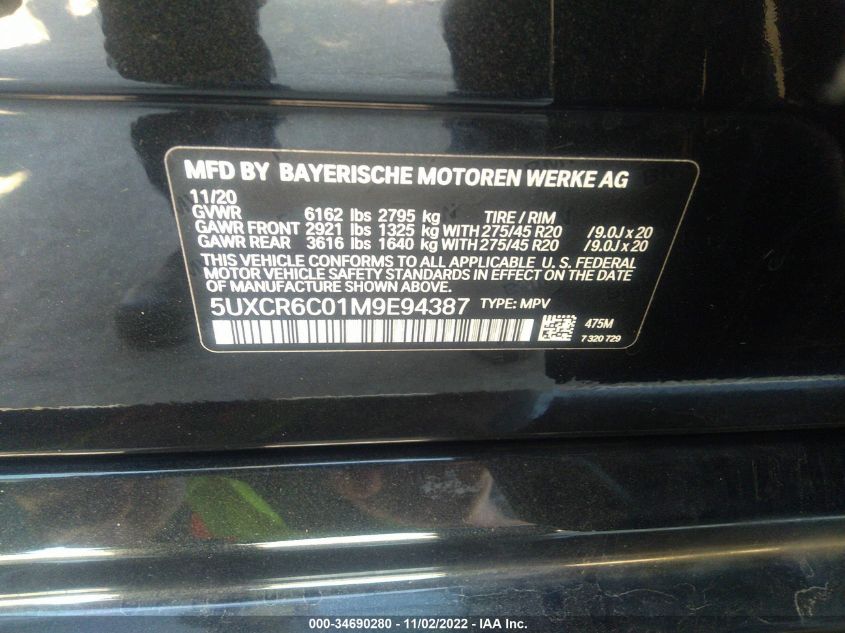 MFD BY BAYERISCHE MOTOREN WERKE AG
11/20
GVWR 6162 lbs 2795 kg TIRE / RIM
GAWR FRONT 2921 lbs 1325 kg WITH 275/45 R20 /9.0J x 20
GAWR REAR 3616 lbs 1640 kg WITH 275/45 R20 /9.0J x 20
THIS VEHICLE CONFORMS TO ALL APPLICABLE U. S. FEDERAL
MOTOR VEHICLE SAFETY STANDARDS IN EFFECT ON THE DATE
OF MANUFACTURE SHOWN ABOVE.
5UXCR6C01M9E94387 TYPE: MPV
475M
7 320 729
000-34690280 - 11/02/2022 - IAA Inc.